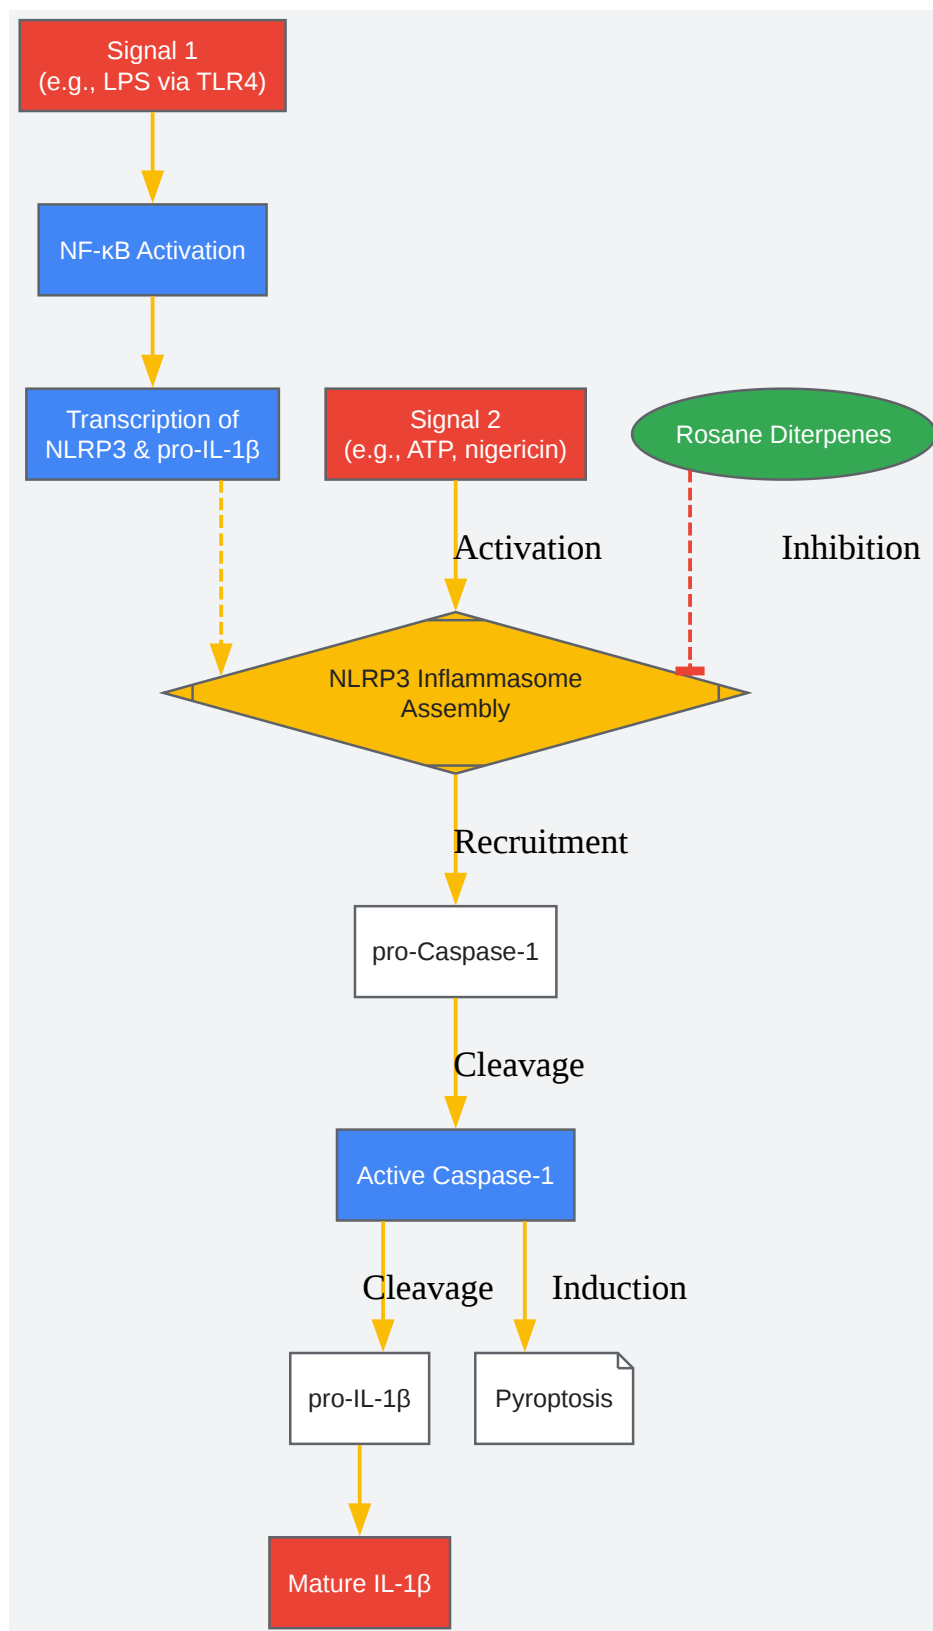 Signal 1
(e.g., LPS via TLR4)
NF-κB Activation
Transcription of
NLRP3 & pro-IL-1β
Signal 2
(e.g., ATP, nigericin)
Rosane Diterpenes
Activation
Inhibition
NLRP3 Inflammasome
Assembly
Recruitment
pro-Caspase-1
Cleavage
Active Caspase-1
Cleavage
Induction
pro-IL-1β
Pyroptosis
Mature IL-1β